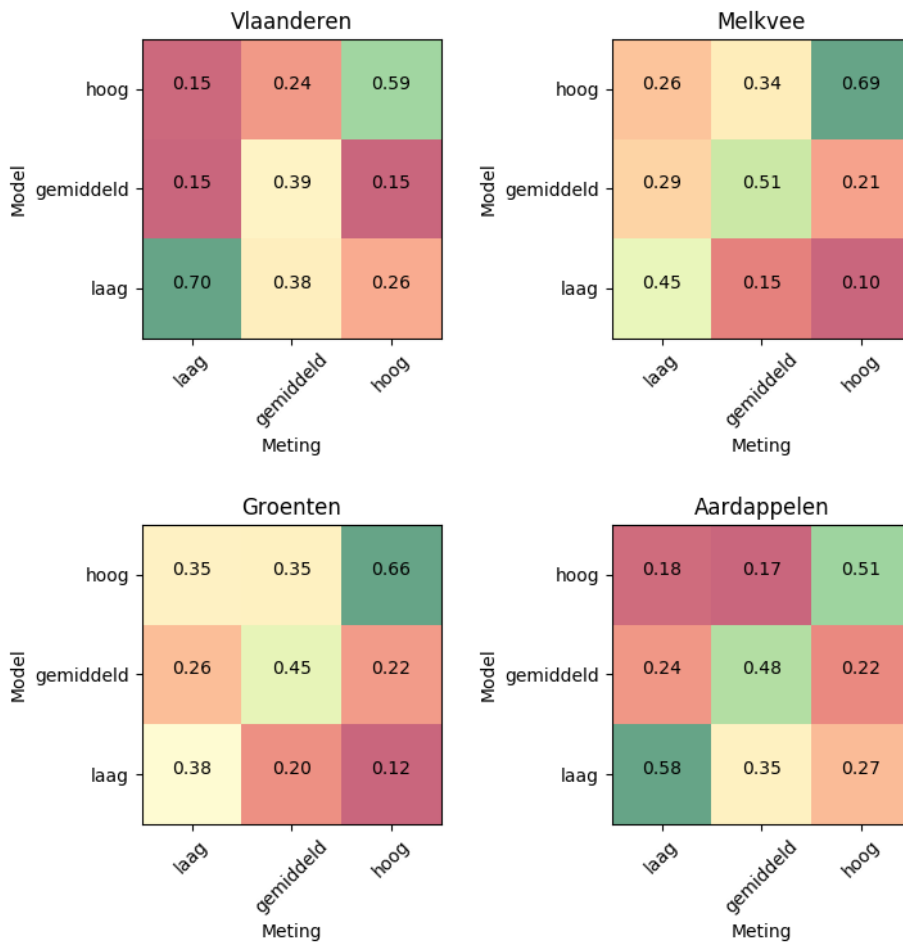 Vlaanderen
hoog 0.15 0.24 0.59
gemiddeld 0.15 0.39 0.15
laag 0.70 0.38 0.26
Model
laag gemiddeld hoog
Meting
Melkvee
hoog 0.26 0.34 0.69
gemiddeld 0.29 0.51 0.21
laag 0.45 0.15 0.10
Model
laag gemiddeld hoog
Meting
Groenten
hoog 0.35 0.35 0.66
gemiddeld 0.26 0.45 0.22
laag 0.38 0.20 0.12
Model
laag gemiddeld hoog
Meting
Aardappelen
hoog 0.18 0.17 0.51
gemiddeld 0.24 0.48 0.22
laag 0.58 0.35 0.27
Model
laag gemiddeld hoog
Meting